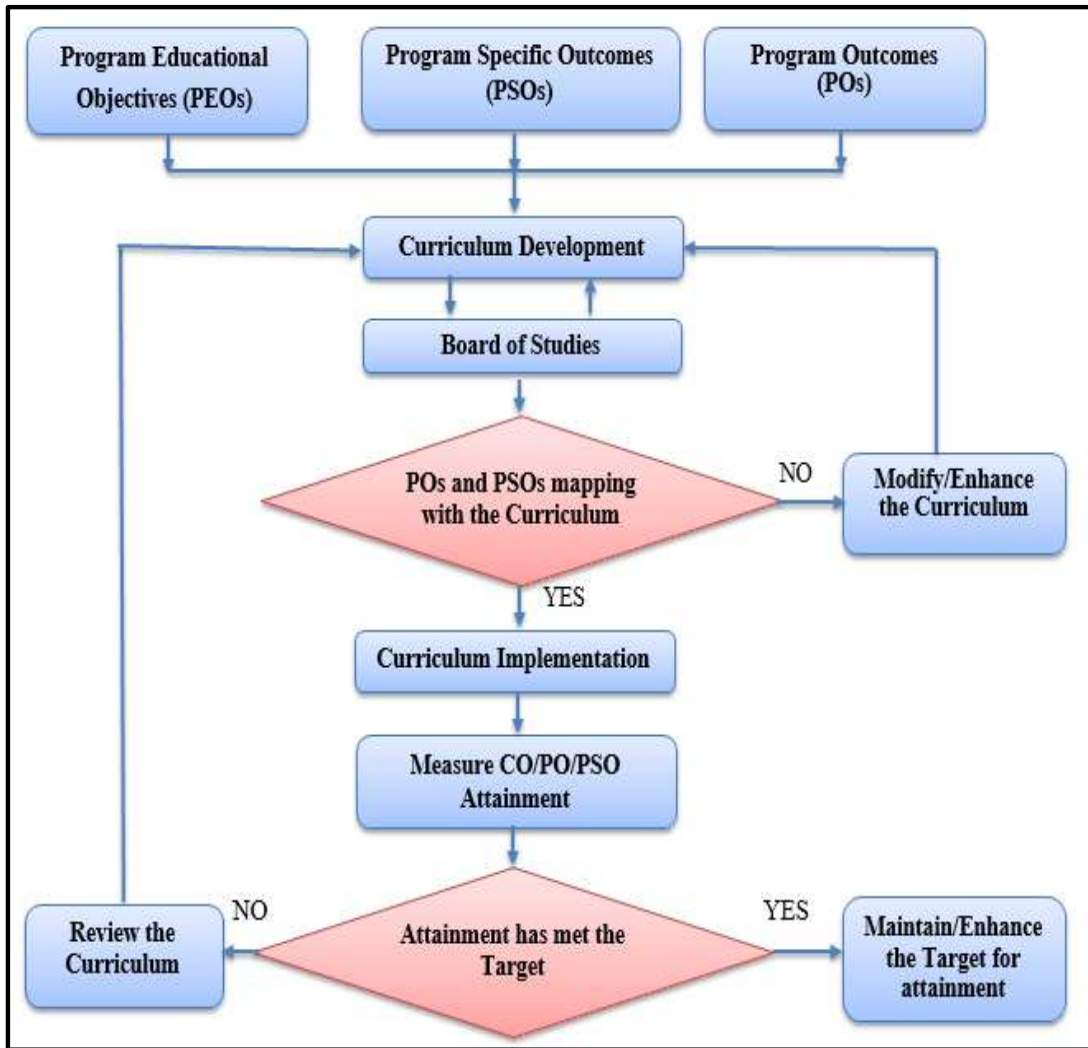 Program Educational
Objectives (PEOs)
Program Specific Outcomes
(PSOs)
Program Outcomes
(POs)
Curriculum Development
Board of Studies
POs and PSOs mapping
with the Curriculum
NO
Modify/Enhance
the Curriculum
YES
Curriculum Implementation
Measure CO/PO/PSO
Attainment
Attainment has met the
Target
NO
Review the
Curriculum
YES
Maintain/Enhance
the Target for
attainment